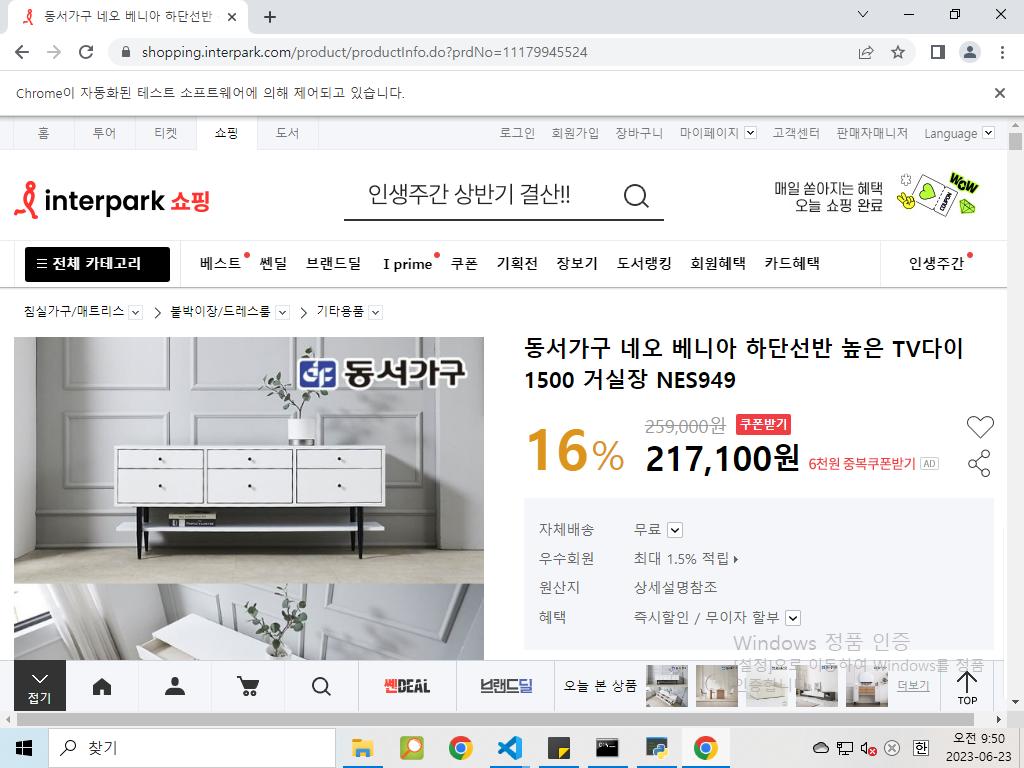 동서가구 네오 베니아 하단선반
shopping.interpark.com/product/productInfo.do?prdNo=11179945524
Chrome이 자동화된 테스트 소프트웨어에 의해 제어되고 있습니다.
홈 투어 티켓 쇼핑 도서 로그인 회원가입 장바구니 마이페이지 고객센터 판매자매니저 Language
interpark 쇼핑
인생주간 상반기 결산!!
매일 쏟아지는 혜택
오늘 쇼핑 완료
WOW
COUPON
전체 카테고리 베스트 쎈딜 브랜드딜 I prime 쿠폰 기획전 장보기 도서랭킹 회원혜택 카드혜택 인생주간
침실가구/매트리스 > 붙박이장/드레스룸 > 기타용품
동서가구
동서가구 네오 베니아 하단선반 높은 TV다이
1500 거실장 NES949
259,000원 쿠폰받기
16% 217,100원 6천원 중복쿠폰받기 AD
자체배송 무료
우수회원 최대 1.5% 적립
원산지 상세설명참조
혜택 즉시할인 / 무이자 할부
Windows 정품 인증
[설정]으로 이동하여 Windows를 정품
인증합니다.
접기
쎈DEAL
브랜드딜
오늘 본 상품
더보기
TOP
찾기
한
오전 9:50
2023-06-23